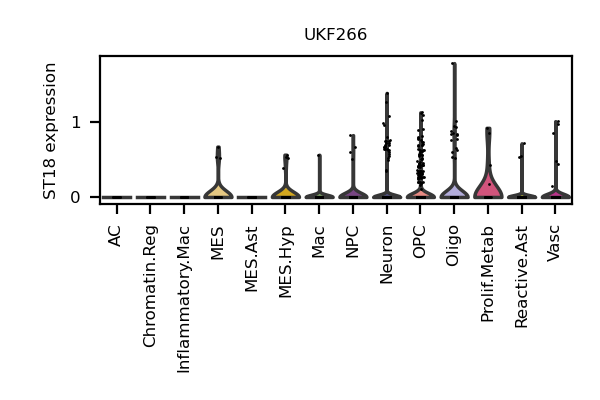 UKF266
ST18 expression
1
0
AC
Chromatin.Reg
Inflammatory.Mac
MES
MES.Ast
MES.Hyp
Mac
NPC
Neuron
OPC
Oligo
Prolif.Metab
Reactive.Ast
Vasc